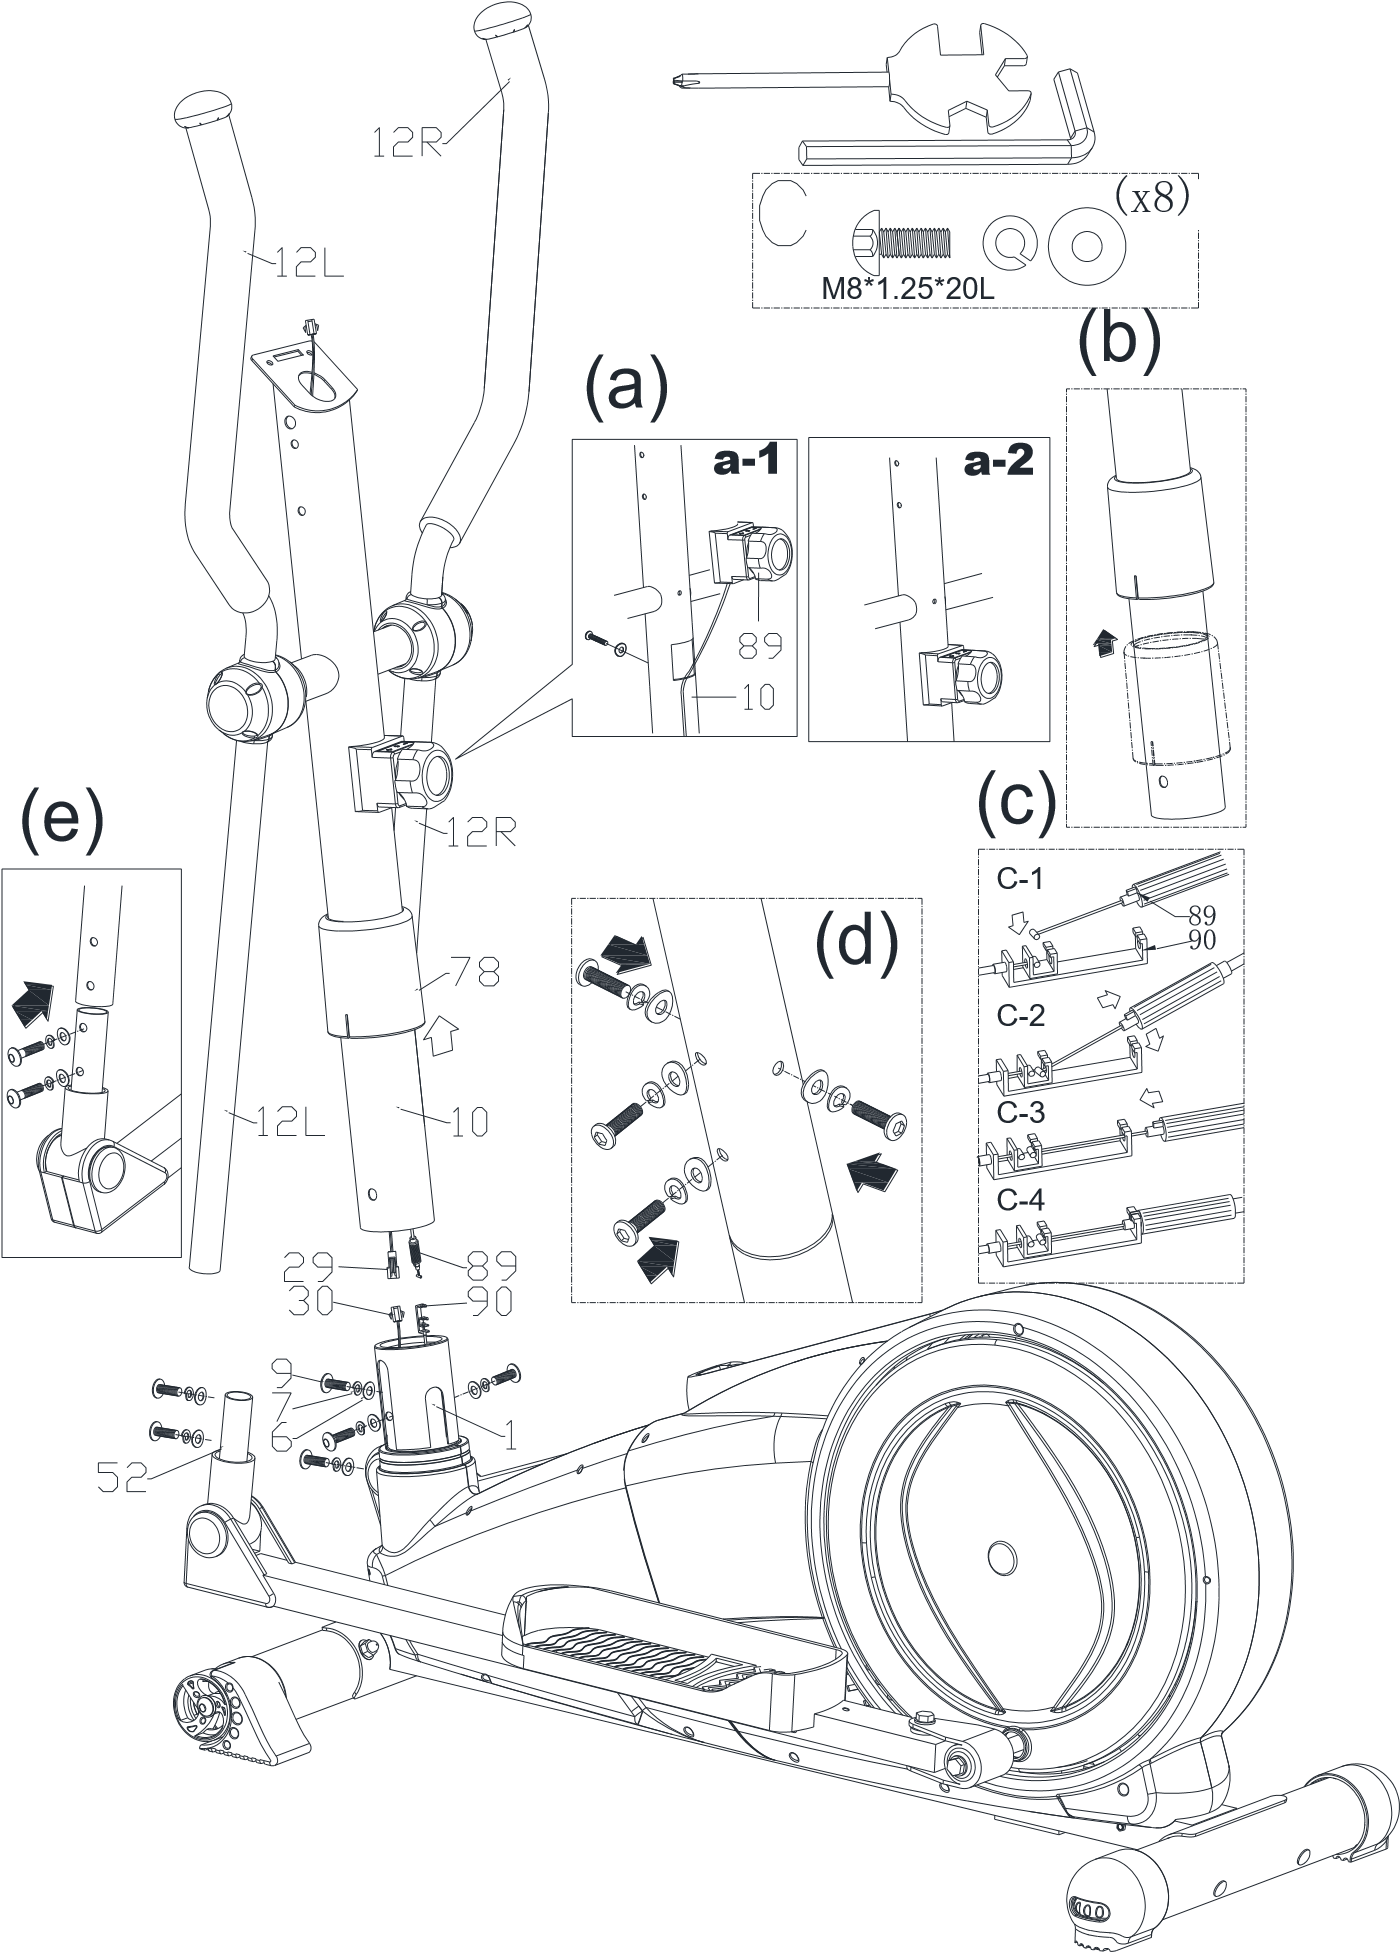 12R
(x8)
12L
M8*1.25*20L
(b)
(a)
a-1
a-2
89
10
(c)
(e)
12R
C-1
89
90
(d)
78
C-2
12L
10
C-3
C-4
29
89
30
90
9
7
6
1
52